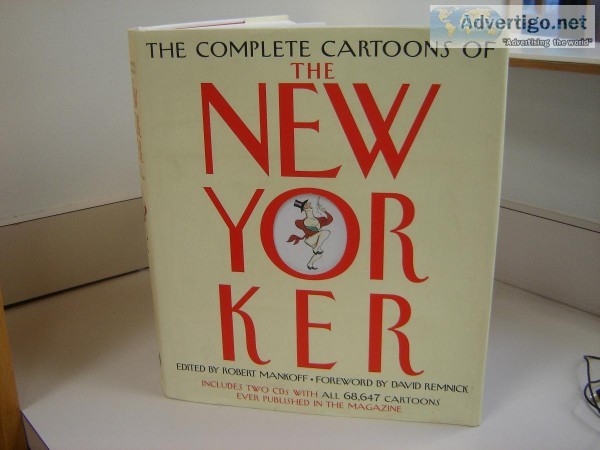 Advertigo.net
"Advertising the world"
THE COMPLETE CARTOONS OF
THE
NEW
YOR
KER
EDITED BY ROBERT MANKOFF • FOREWORD BY DAVID REMNICK
INCLUDES TWO CDs WITH ALL 68,647 CARTOONS
EVER PUBLISHED IN THE MAGAZINE